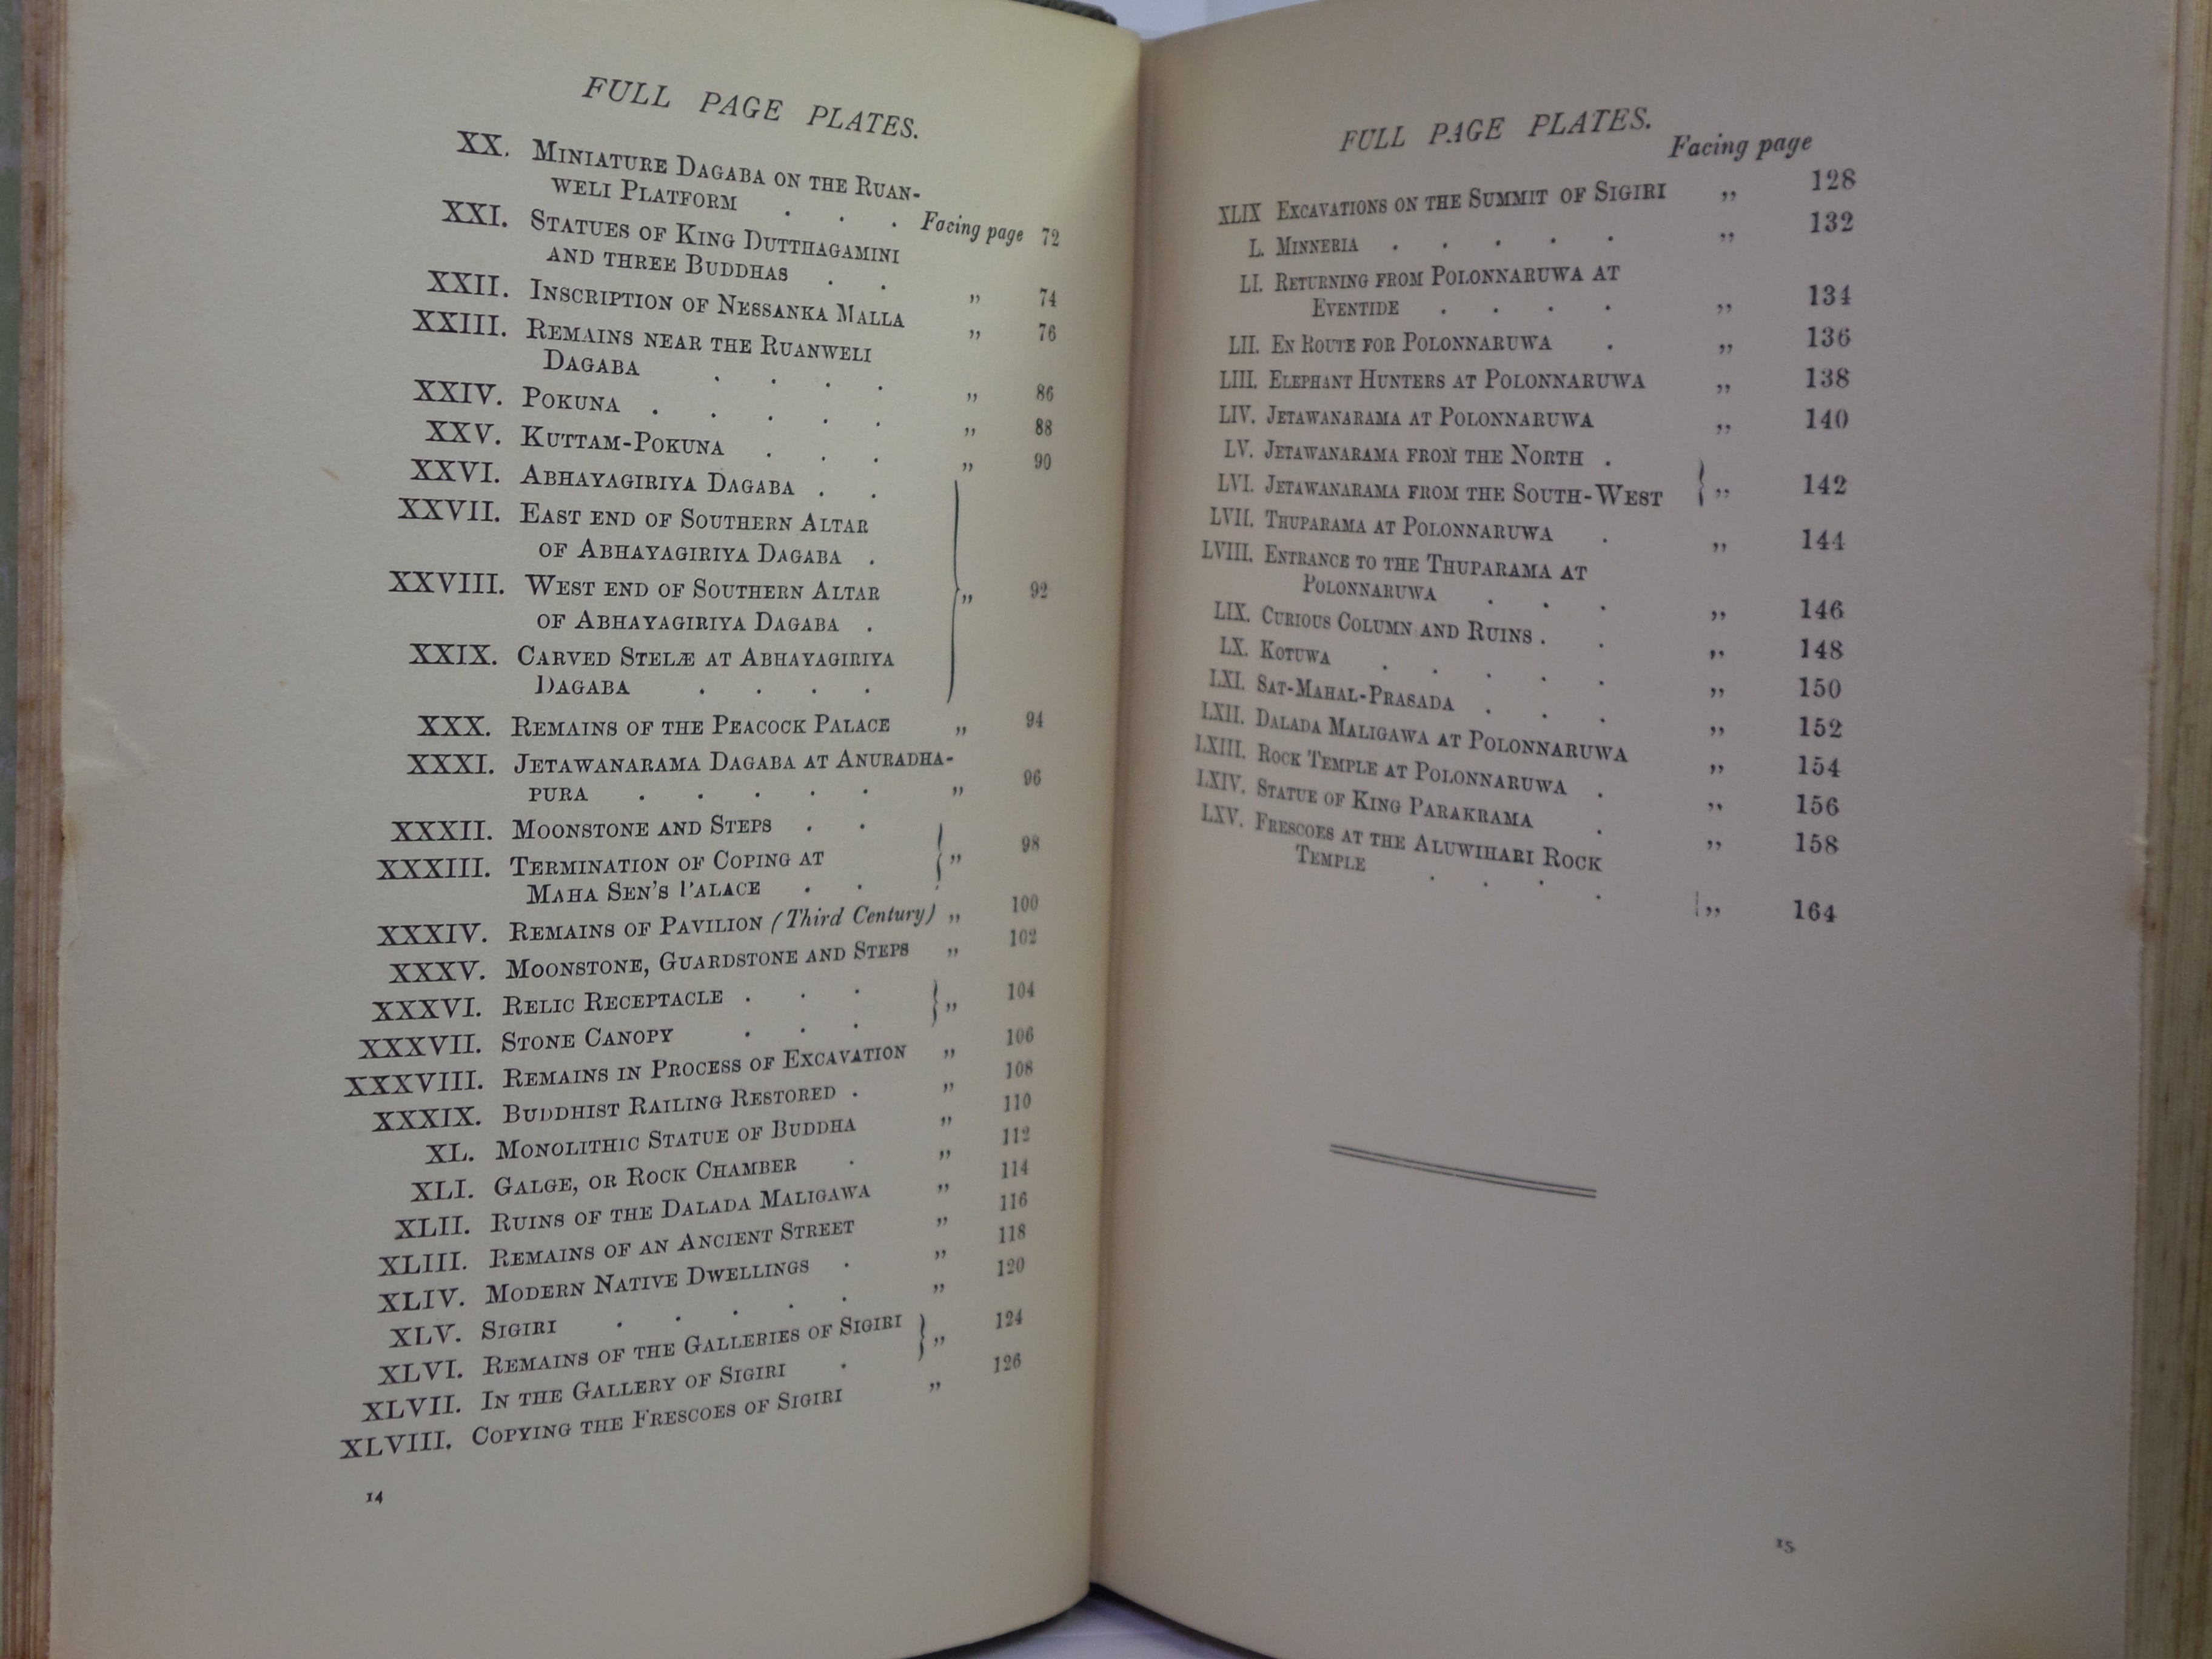 FULL PAGE PLATES.
XX. MINIATURE DAGABA ON THE RUAN-
WELI PLATFORM . . . Facing page 72
XXI. STATUES OF KING DUTTHAGAMINI
AND THREE BUDDHAS . . „ 74
XXII. INSCRIPTION OF NESSANKA MALLA „ 76
XXIII. REMAINS NEAR THE RUANWELI
DAGABA . . . . „ 86
XXIV. POKUNA . . . . . „ 88
XXV. KUTTAM-POKUNA . . . „ 90
XXVI. ABHAYAGIRIYA DAGABA . .
XXVII. EAST END OF SOUTHERN ALTAR
OF ABHAYAGIRIYA DAGABA .
XXVIII. WEST END OF SOUTHERN ALTAR } „ 92
OF ABHAYAGIRIYA DAGABA .
XXIX. CARVED STELÆ AT ABHAYAGIRIYA
DAGABA . . . .
XXX. REMAINS OF THE PEACOCK PALACE „ 94
XXXI. JETAWANARAMA DAGABA AT ANURADHA-
PURA . . . . . „ 96
XXXII. MOONSTONE AND STEPS . .
XXXIII. TERMINATION OF COPING AT } „ 98
MAHA SEN'S PALACE . . .
XXXIV. REMAINS OF PAVILION (Third Century) „ 100
XXXV. MOONSTONE, GUARDSTONE AND STEPS „ 102
XXXVI. RELIC RECEPTACLE . . . } „ 104
XXXVII. STONE CANOPY . . .
XXXVIII. REMAINS IN PROCESS OF EXCAVATION „ 106
XXXIX. BUDDHIST RAILING RESTORED . „ 108
XL. MONOLITHIC STATUE OF BUDDHA „ 110
XLI. GALGE, OR ROCK CHAMBER . „ 112
XLII. RUINS OF THE DALADA MALIGAWA „ 114
XLIII. REMAINS OF AN ANCIENT STREET „ 116
XLIV. MODERN NATIVE DWELLINGS . „ 118
XLV. SIGIRI . . . . . „ 120
XLVI. REMAINS OF THE GALLERIES OF SIGIRI } „ 124
XLVII. IN THE GALLERY OF SIGIRI .
XLVIII. COPYING THE FRESCOES OF SIGIRI „ 126
14
FULL PAGE PLATES.
Facing page
XLIX EXCAVATIONS ON THE SUMMIT OF SIGIRI „ 128
L. MINNERIA . . . . . „ 132
LI. RETURNING FROM POLONNARUWA AT
EVENTIDE . . . . „ 134
LII. EN ROUTE FOR POLONNARUWA . „ 136
LIII. ELEPHANT HUNTERS AT POLONNARUWA „ 138
LIV. JETAWANARAMA AT POLONNARUWA „ 140
LV. JETAWANARAMA FROM THE NORTH .
LVI. JETAWANARAMA FROM THE SOUTH-WEST } „ 142
LVII. THUPARAMA AT POLONNARUWA . „ 144
LVIII. ENTRANCE TO THE THUPARAMA AT
POLONNARUWA . . . „ 146
LIX. CURIOUS COLUMN AND RUINS . . „ 148
LX. KOTUWA . . . . „ 150
LXI. SAT-MAHAL-PRASADA . . . „ 152
LXII. DALADA MALIGAWA AT POLONNARUWA „ 154
LXIII. ROCK TEMPLE AT POLONNARUWA . „ 156
LXIV. STATUE OF KING PARAKRAMA . „ 158
LXV. FRESCOES AT THE ALUWIHARI ROCK
TEMPLE . . . . „ 164
15